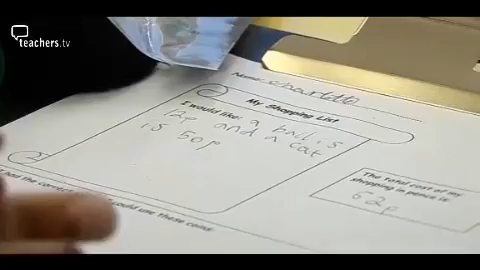 teachers.tv
Name: Charlotte
My Shopping List
I would like: a ball is
12p and a cat
is 50p
The total cost of my
shopping in pence is:
62p
could use these coins